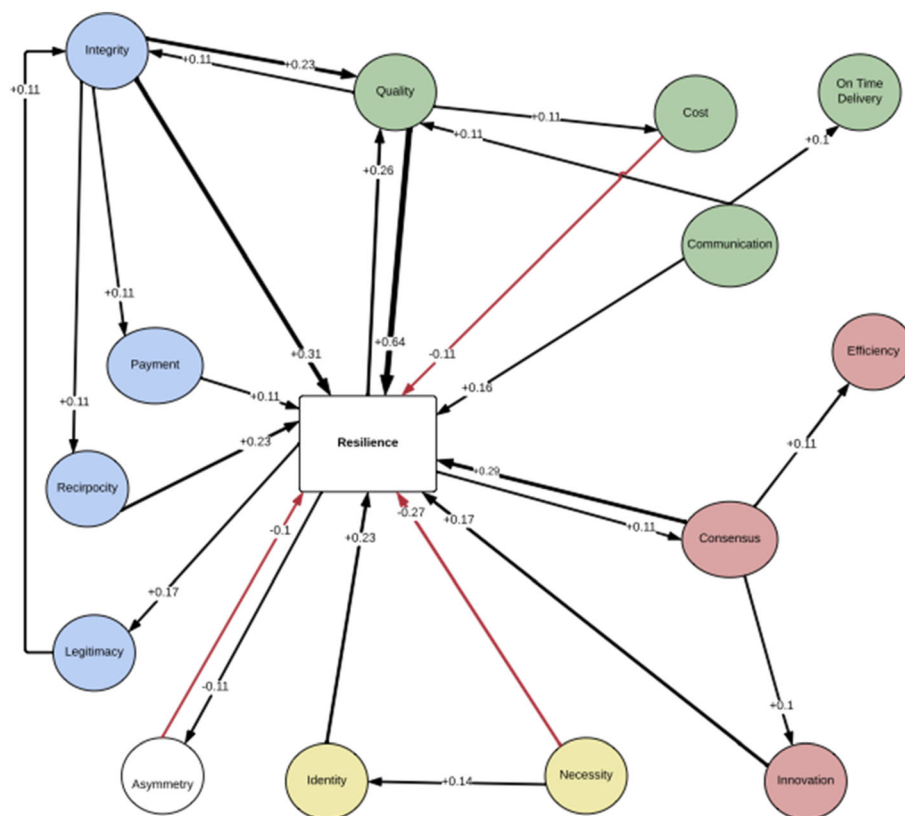 Integrity
+0.23
+0.11
Quality
Cost
On Time
Delivery
+0.11
+0.11
+0.11
+0.1
+0.26
Communication
+0.11
+0.31
+0.64
-0.11
Efficiency
Payment
+0.11
+0.16
+0.11
Resilience
+0.23
+0.29
+0.11
Recirpocity
+0.11
Consensus
-0.1
+0.23
-0.27
+0.17
+0.17
Legitimacy
-0.11
+0.1
Asymmetry
Identity
+0.14
Necessity
Innovation